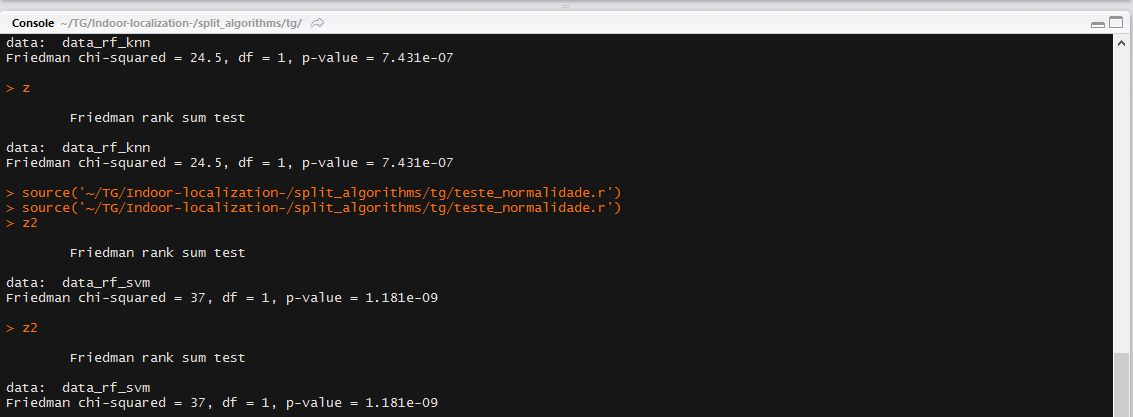 Console ~/TG/Indoor-localization-/split_algorithms/tg/
data: data_rf_knn
Friedman chi-squared = 24.5, df = 1, p-value = 7.431e-07
> z
Friedman rank sum test
data: data_rf_knn
Friedman chi-squared = 24.5, df = 1, p-value = 7.431e-07
> source('~/TG/Indoor-localization-/split_algorithms/tg/teste_normalidade.r')
> source('~/TG/Indoor-localization-/split_algorithms/tg/teste_normalidade.r')
> z2
Friedman rank sum test
data: data_rf_svm
Friedman chi-squared = 37, df = 1, p-value = 1.181e-09
> z2
Friedman rank sum test
data: data_rf_svm
Friedman chi-squared = 37, df = 1, p-value = 1.181e-09